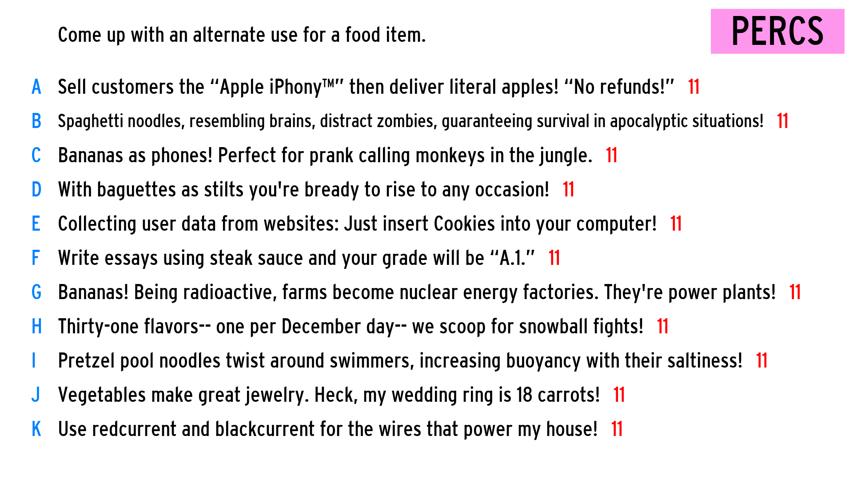 Come up with an alternate use for a food item.
PERCS
A Sell customers the “Apple iPhony™” then deliver literal apples! “No refunds!” 11
B Spaghetti noodles, resembling brains, distract zombies, guaranteeing survival in apocalyptic situations! 11
C Bananas as phones! Perfect for prank calling monkeys in the jungle. 11
D With baguettes as stilts you're bready to rise to any occasion! 11
E Collecting user data from websites: Just insert Cookies into your computer! 11
F Write essays using steak sauce and your grade will be “A.1.” 11
G Bananas! Being radioactive, farms become nuclear energy factories. They're power plants! 11
H Thirty-one flavors-- one per December day-- we scoop for snowball fights! 11
I Pretzel pool noodles twist around swimmers, increasing buoyancy with their saltiness! 11
J Vegetables make great jewelry. Heck, my wedding ring is 18 carrots! 11
K Use redcurrent and blackcurrent for the wires that power my house! 11